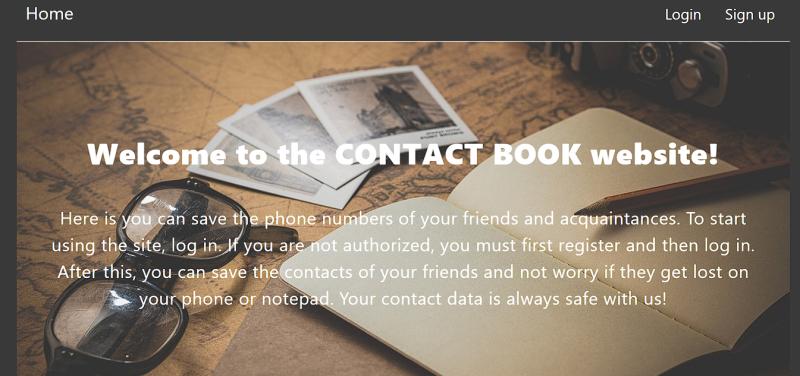 Home
Login Sign up
Welcome to the CONTACT BOOK website!
Here is you can save the phone numbers of your friends and acquaintances. To start
using the site, log in. If you are not authorized, you must first register and then log in.
After this, you can save the contacts of your friends and not worry if they get lost on
your phone or notepad. Your contact data is always safe with us!